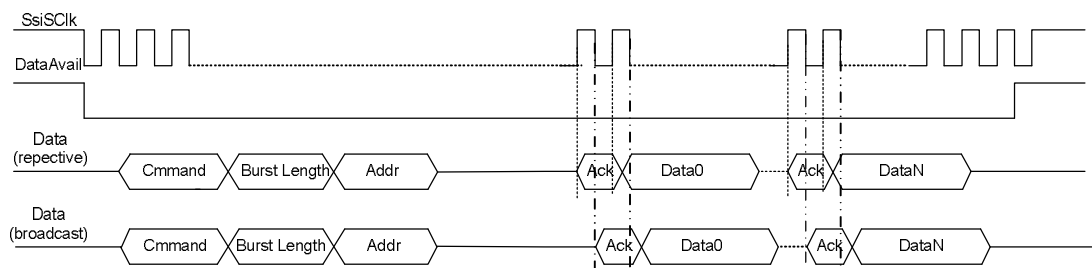 SsiSClk
DataAvail
Data
(repective)
Cmmand Burst Length Addr Ack Data0 Ack DataN
Data
(broadcast)
Cmmand Burst Length Addr Ack Data0 Ack DataN